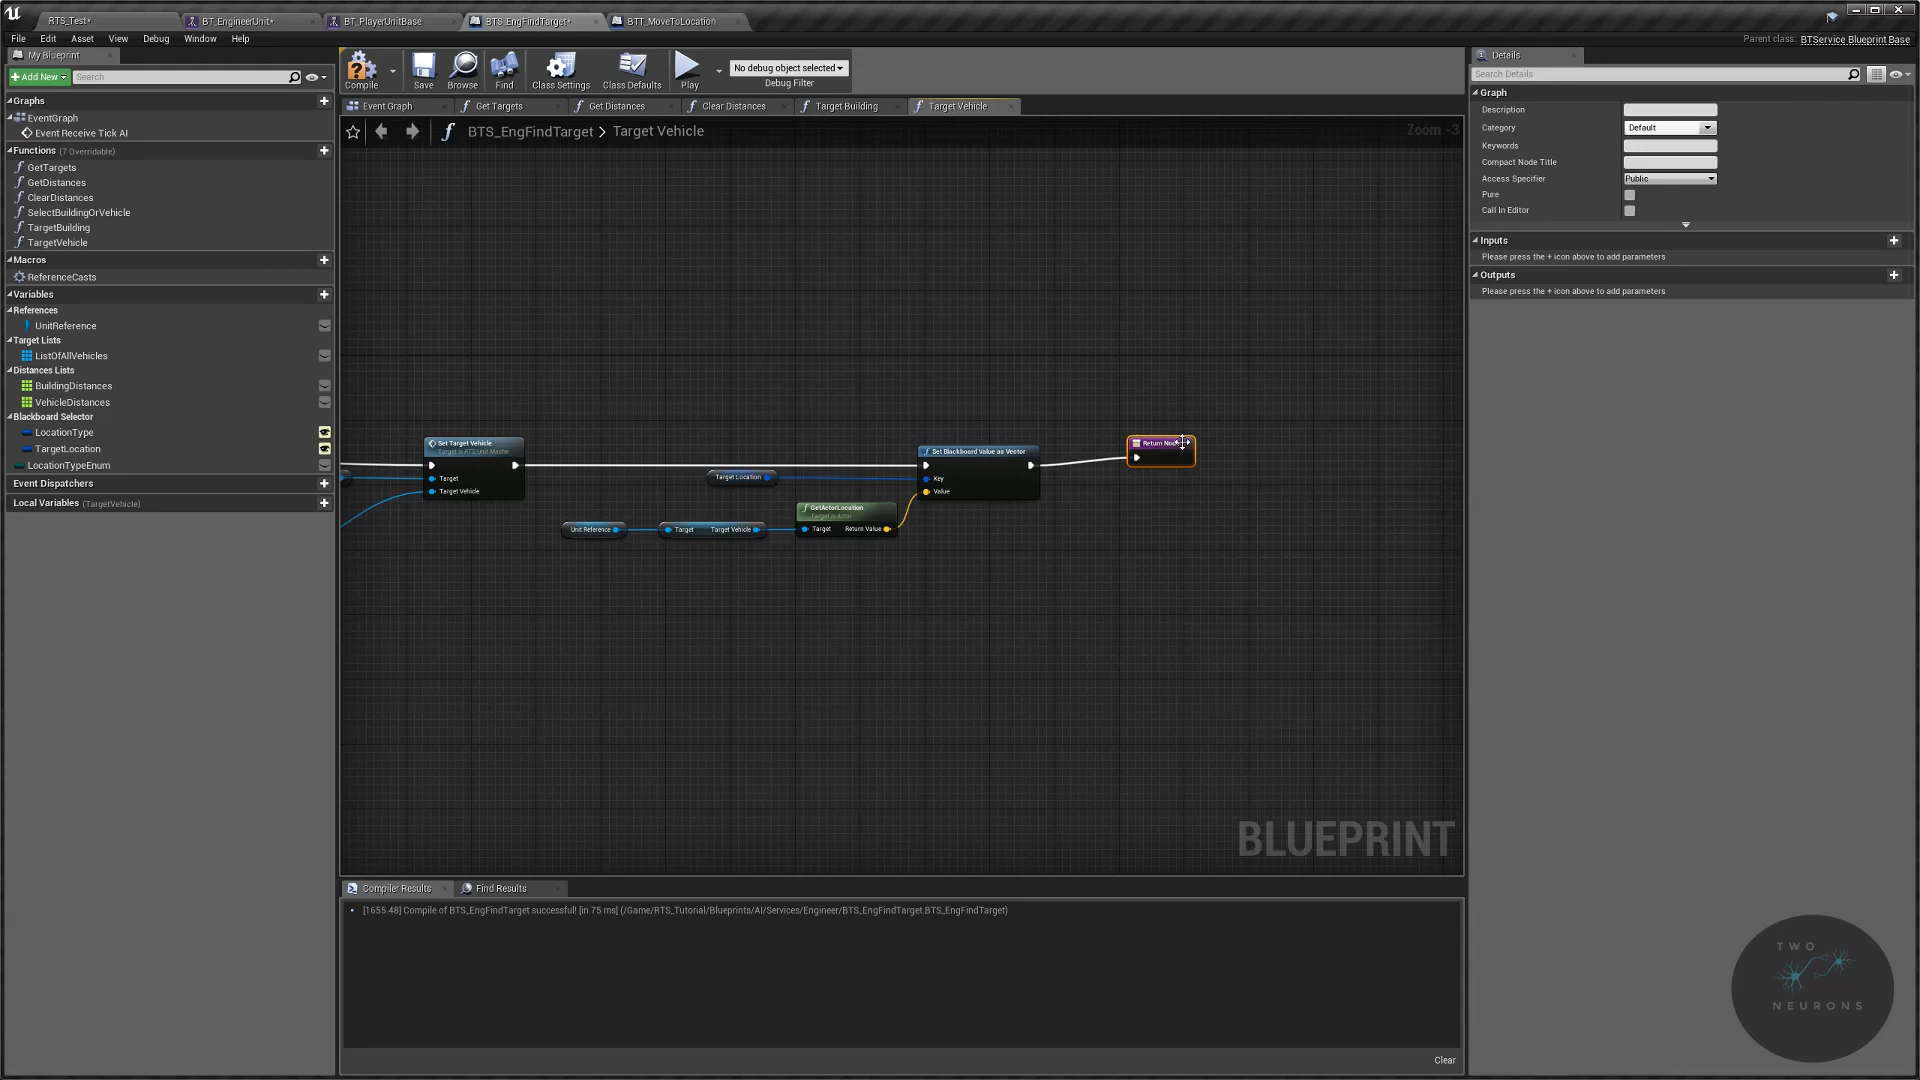 RTS_Test*
BT_EngineerUnit*
BT_PlayerUnitBase
BTS_EngFindTarget*
BTT_MoveToLocation
File Edit Asset View Debug Window Help
Parent class: BTService Blueprint Base
My Blueprint
Add New
Search
Compile
Save
Browse
Find
Class Settings
Class Defaults
Play
No debug object selected
Debug Filter
Details
Search Details
Graphs
EventGraph
Event Receive Tick AI
Functions (7 Overridable)
GetTargets
GetDistances
ClearDistances
SelectBuildingOrVehicle
TargetBuilding
TargetVehicle
Macros
ReferenceCasts
Variables
References
UnitReference
Target Lists
ListOfAllVehicles
Distances Lists
BuildingDistances
VehicleDistances
Blackboard Selector
LocationType
TargetLocation
LocationTypeEnum
Event Dispatchers
Local Variables (TargetVehicle)
Event Graph
Get Targets
Get Distances
Clear Distances
Target Building
Target Vehicle
BTS_EngFindTarget > Target Vehicle
Zoom -3
Set Target Vehicle
Target is RTS Unit Master
Target
Target Vehicle
Target Location
Set Blackboard Value as Vector
Key
Value
GetActorLocation
Target is Actor
Target Return Value
Unit Reference
Target Target Vehicle
BLUEPRINT
Graph
Description
Category Default
Keywords
Compact Node Title
Access Specifier Public
Pure
Call In Editor
Inputs
Please press the + icon above to add parameters
Outputs
Please press the + icon above to add parameters
Compiler Results
Find Results
[1655.48] Compile of BTS_EngFindTarget successful! [in 75 ms] (/Game/RTS_Tutorial/Blueprints/AI/Services/Engineer/BTS_EngFindTarget.BTS_EngFindTarget)
Clear
TWO
NEURONS